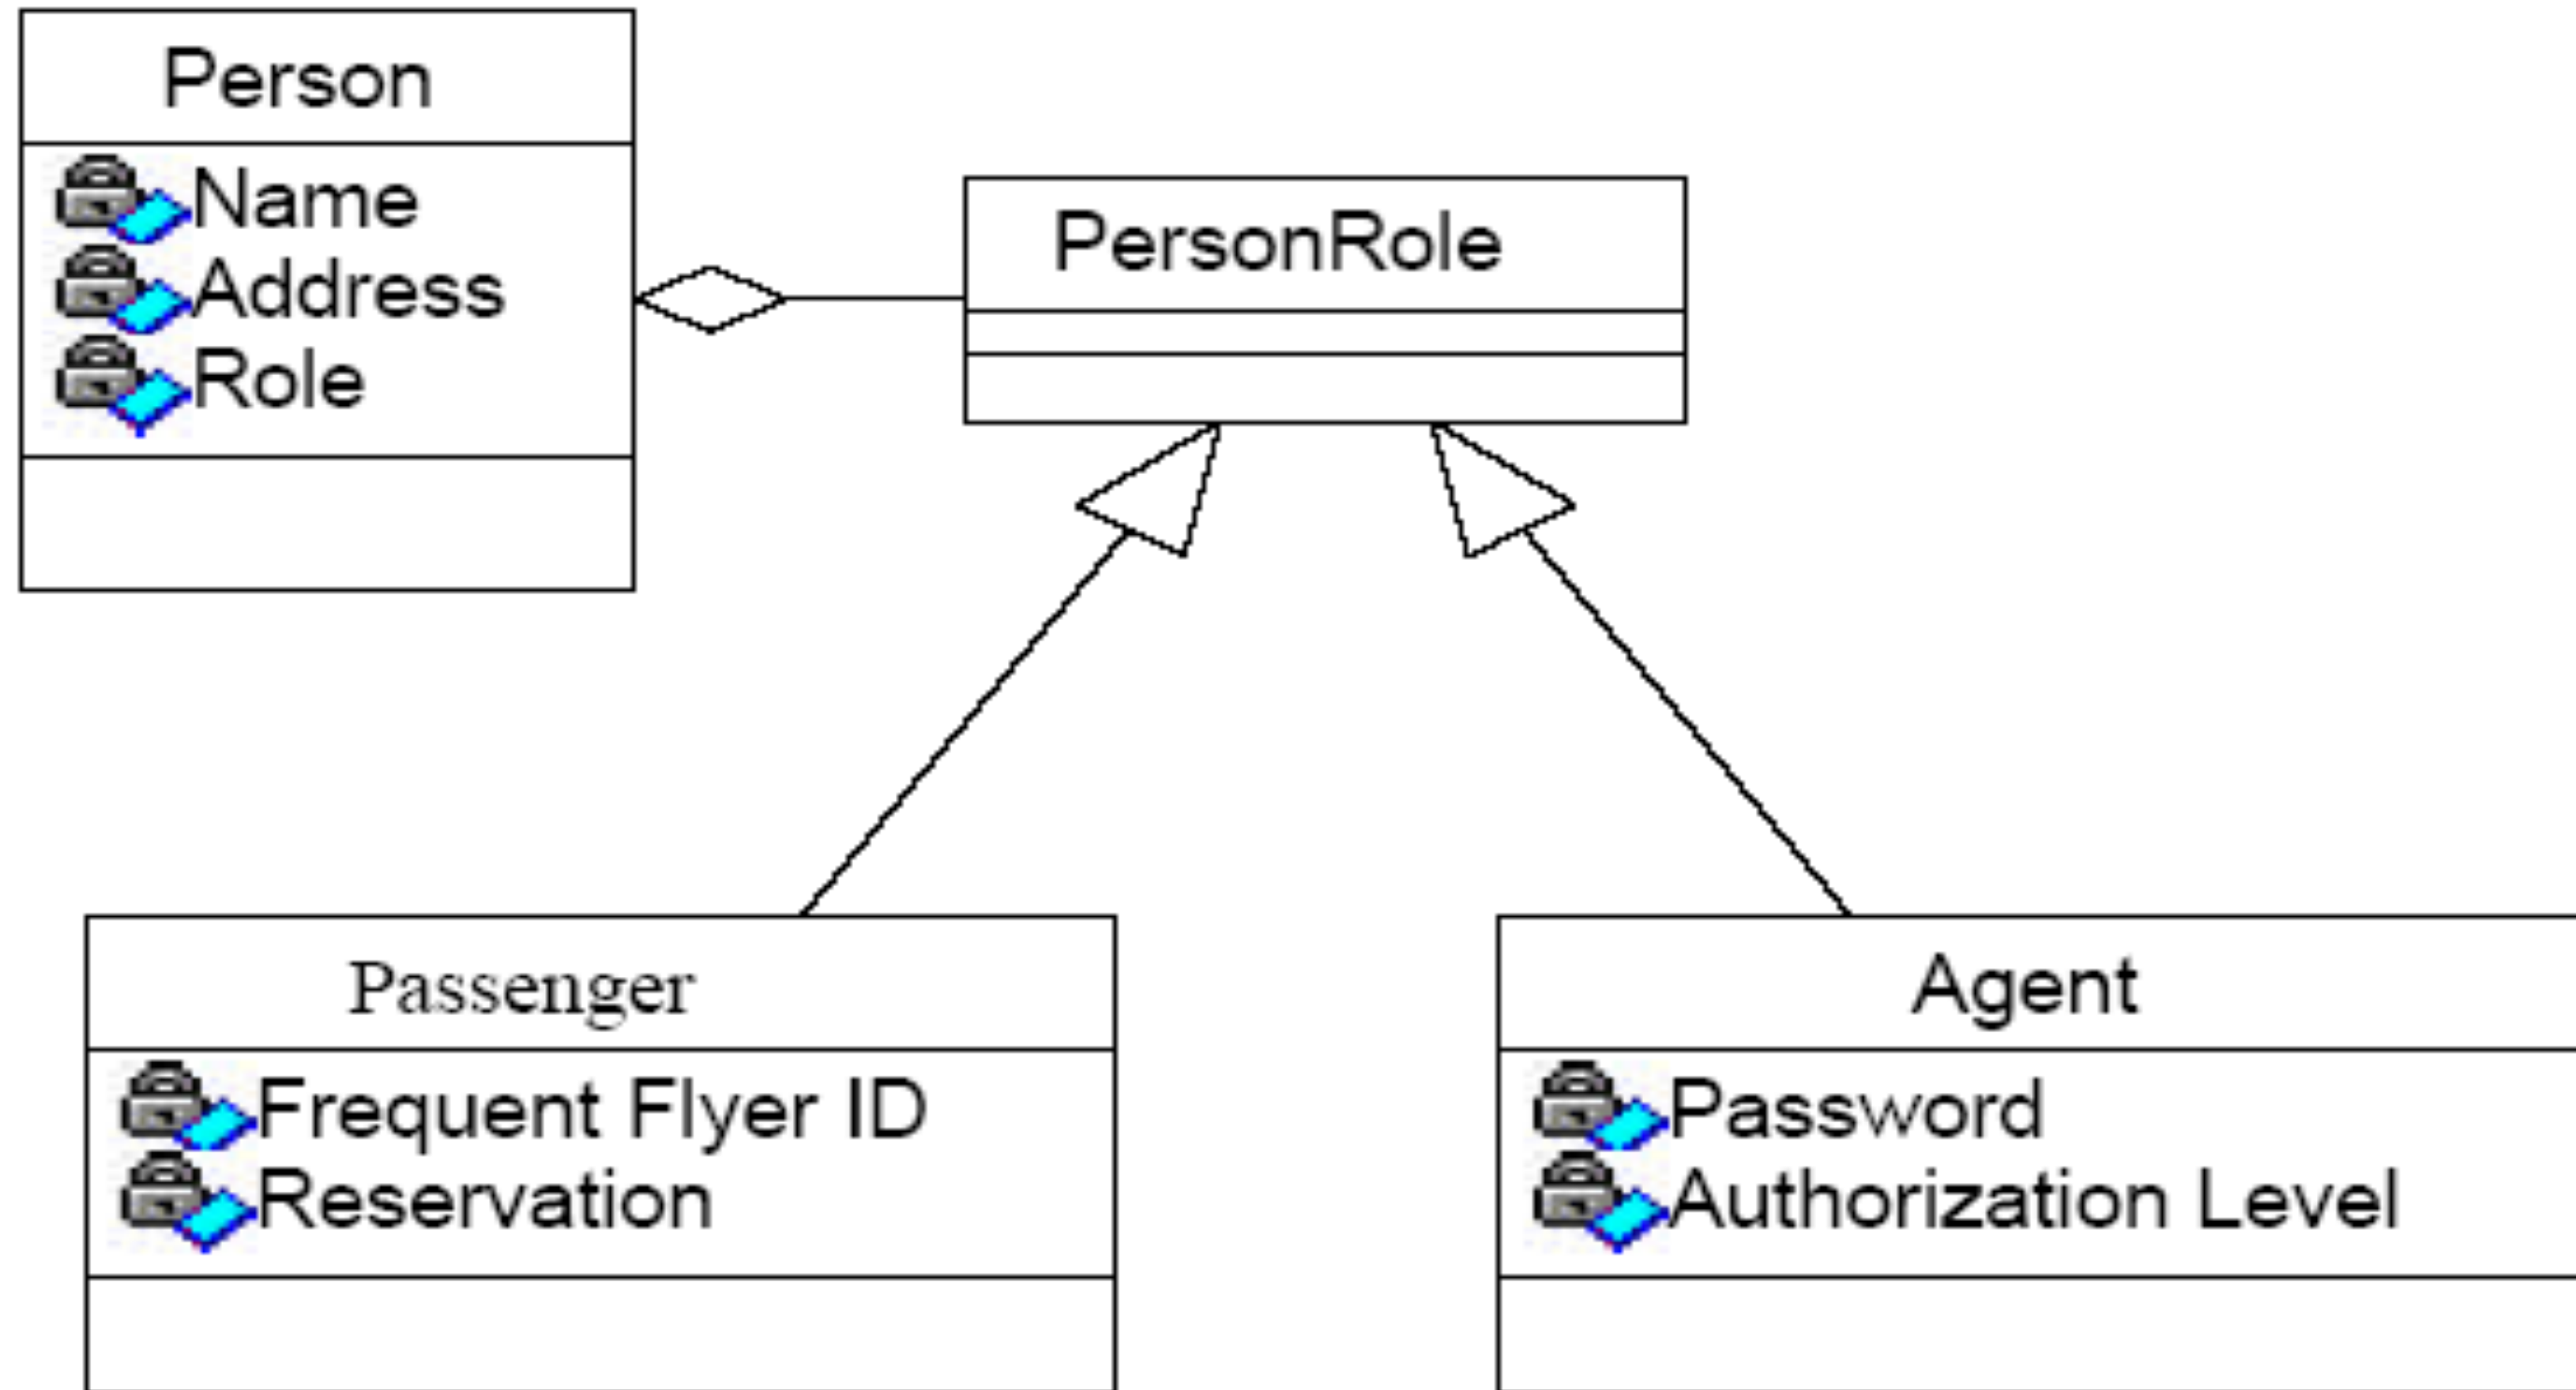 Person
Name
Address
Role
PersonRole
Passenger
Frequent Flyer ID
Reservation
Agent
Password
Authorization Level